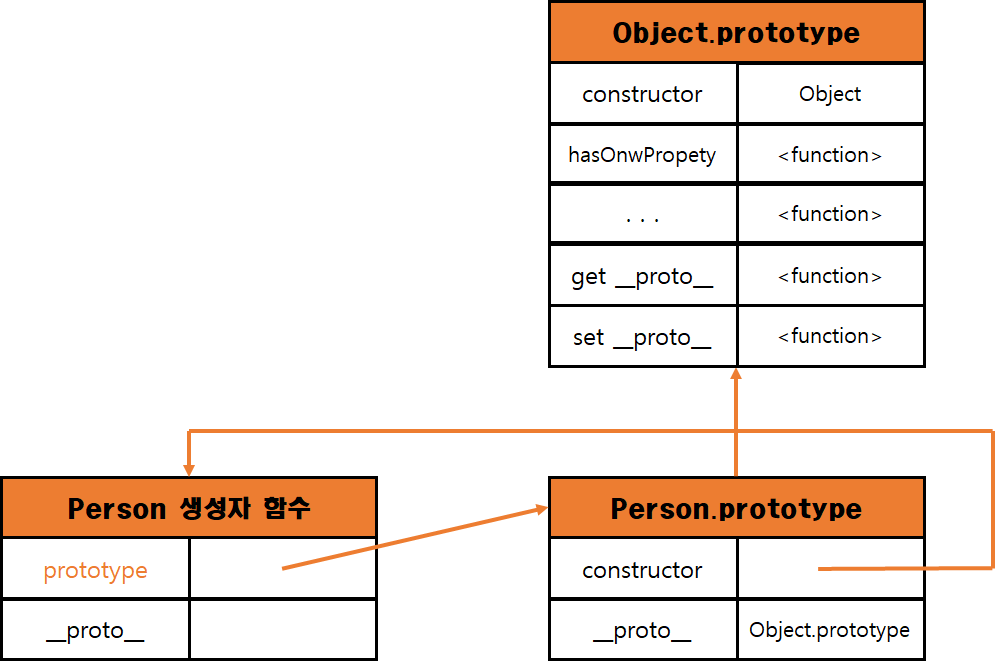 Object.prototype
constructor Object
hasOnwPropety <function>
. . . <function>
get __proto__ <function>
set __proto__ <function>
Person 생성자 함수
prototype
__proto__
Person.prototype
constructor
__proto__ Object.prototype